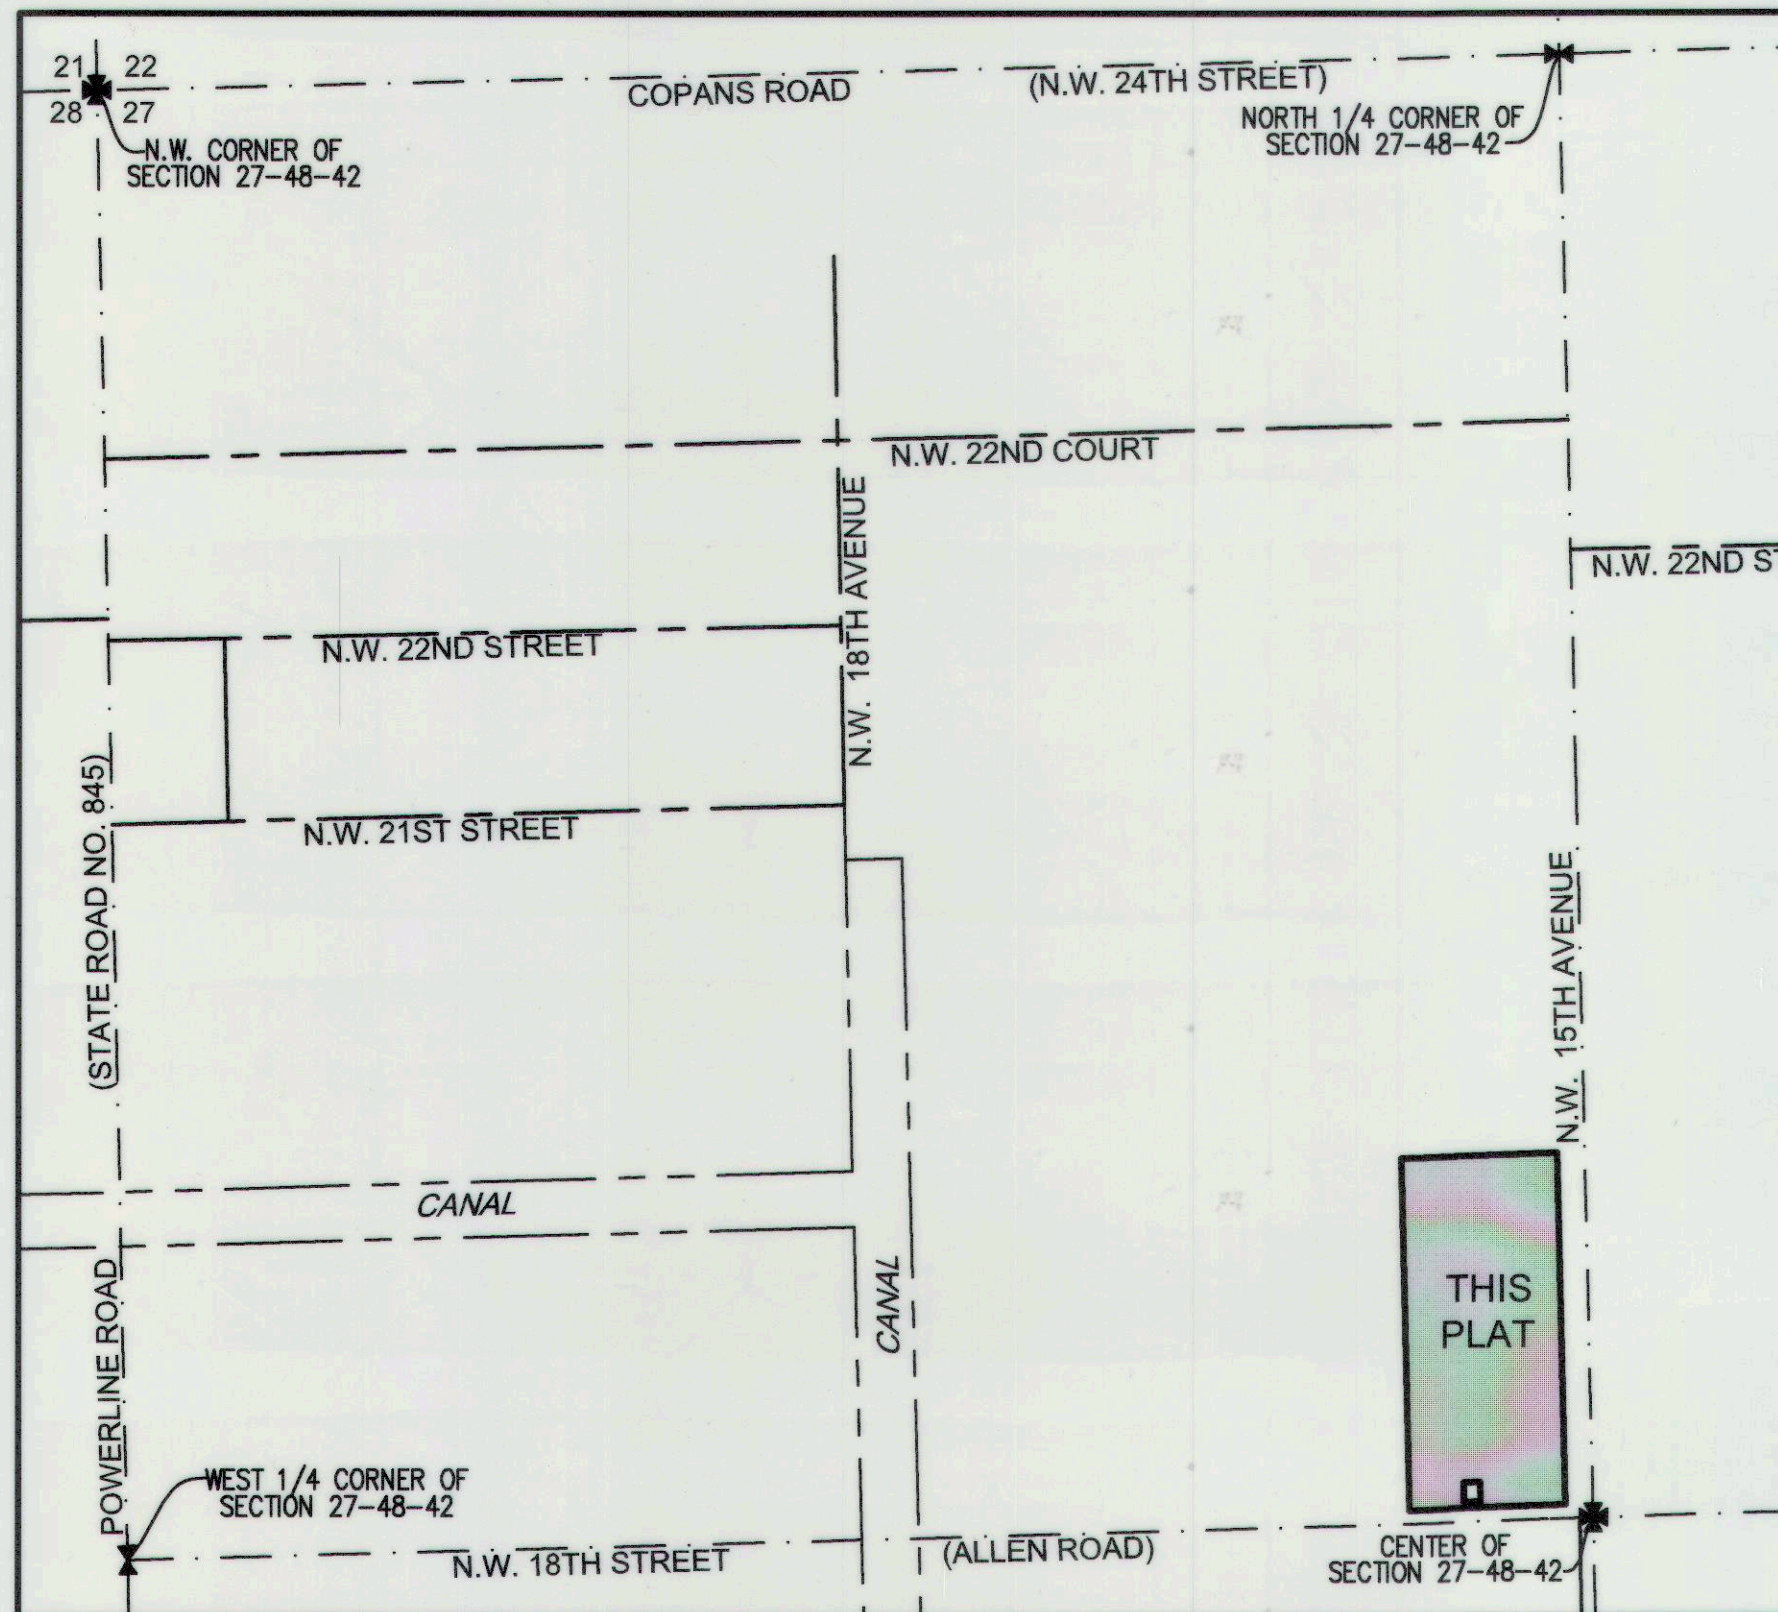 21 22
28 27
N.W. CORNER OF
SECTION 27-48-42
COPANS ROAD
(N.W. 24TH STREET)
NORTH 1/4 CORNER OF
SECTION 27-48-42
N.W. 22ND COURT
N.W. 18TH AVENUE
N.W. 22ND
N.W. 22ND STREET
N.W. 21ST STREET
(STATE ROAD NO. 845)
N.W. 15TH AVENUE
CANAL
CANAL
POWERLINE ROAD
THIS
PLAT
WEST 1/4 CORNER OF
SECTION 27-48-42
N.W. 18TH STREET
(ALLEN ROAD)
CENTER OF
SECTION 27-48-42